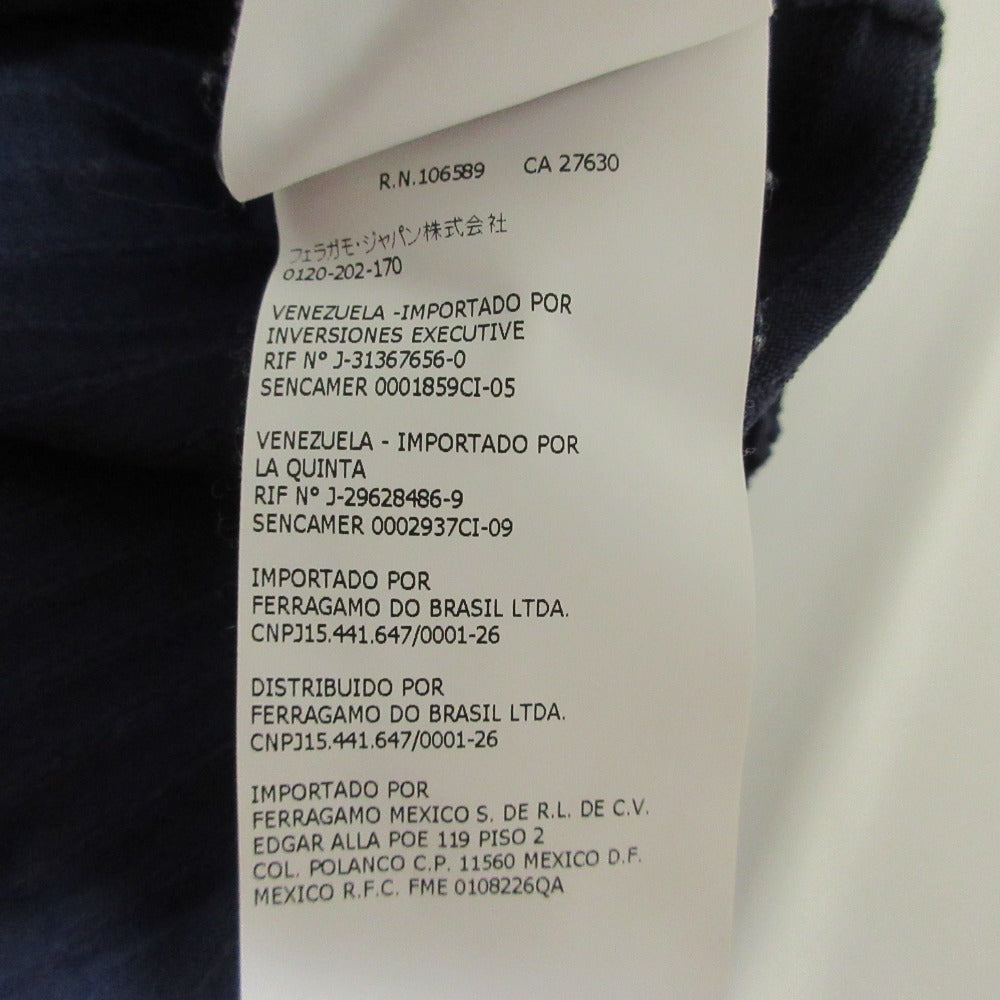 R.N.106589 CA 27630
フェラガモ・ジャパン株式会社
0120-202-170
VENEZUELA -IMPORTADO POR
INVERSIONES EXECUTIVE
RIF Nº J-31367656-0
SENCAMER 0001859CI-05
VENEZUELA - IMPORTADO POR
LA QUINTA
RIF Nº J-29628486-9
SENCAMER 0002937CI-09
IMPORTADO POR
FERRAGAMO DO BRASIL LTDA.
CNPJ15.441.647/0001-26
DISTRIBUIDO POR
FERRAGAMO DO BRASIL LTDA.
CNPJ15.441.647/0001-26
IMPORTADO POR
FERRAGAMO MEXICO S. DE R.L. DE C.V.
EDGAR ALLA POE 119 PISO 2
COL. POLANCO C.P. 11560 MEXICO D.F.
MEXICO R.F.C. FME 0108226QA